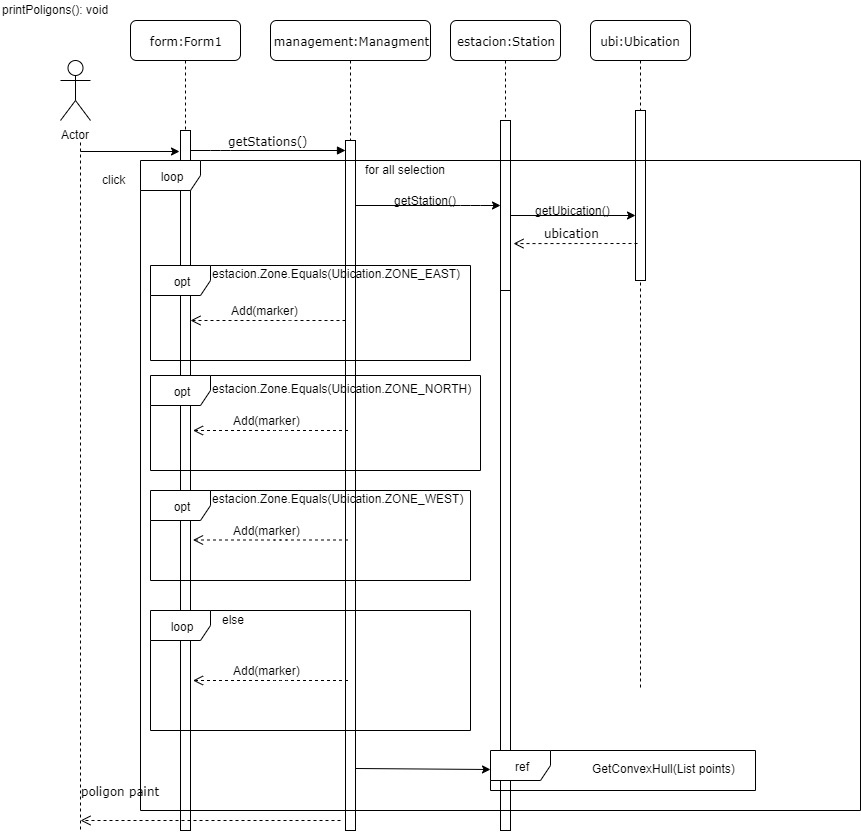 printPoligons(): void
form:Form1
management:Managment
estacion:Station
ubi:Ubication
Actor
getStations()
click
loop
for all selection
getStation()
getUbication()
ubication
opt
estacion.Zone.Equals(Ubication.ZONE_EAST)
Add(marker)
opt
estacion.Zone.Equals(Ubication.ZONE_NORTH)
Add(marker)
opt
estacion.Zone.Equals(Ubication.ZONE_WEST)
Add(marker)
loop
else
Add(marker)
ref
GetConvexHull(List points)
poligon paint